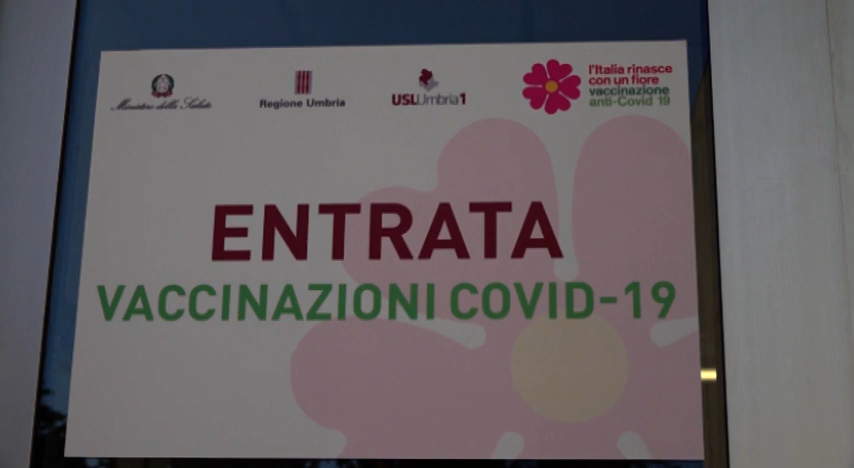 Ministero della Salute
Regione Umbria
USLUmbria1
l'Italia rinasce
con un fiore
vaccinazione
anti-Covid 19
ENTRATA
VACCINAZIONI COVID-19